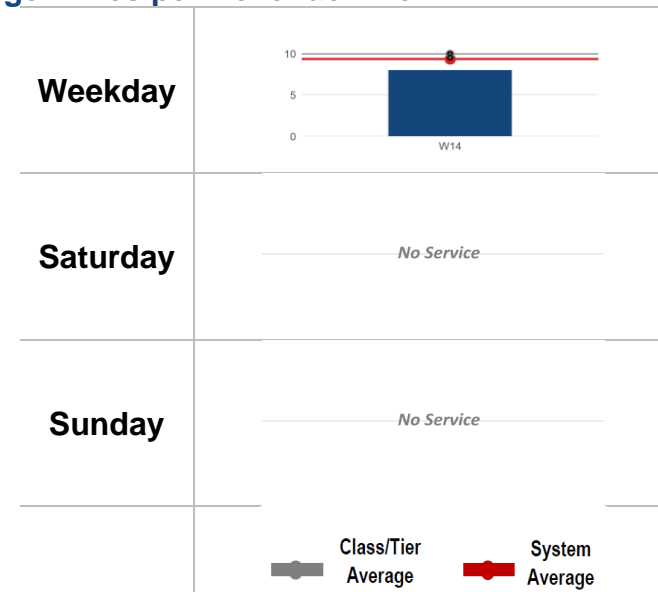 Weekday
10
8
5
0
W14
Saturday
No Service
Sunday
No Service
Class/Tier
Average
System
Average